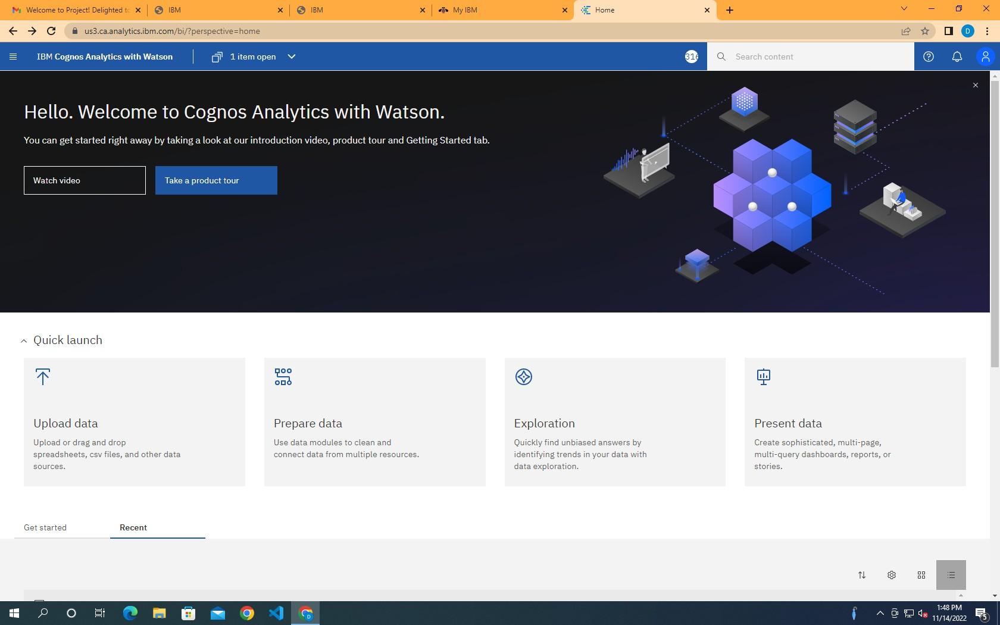 Welcome to Project! Delighted to
IBM
IBM
My IBM
Home
us3.ca.analytics.ibm.com/bi/?perspective=home
D
IBM Cognos Analytics with Watson
1 item open
316
Search content
Hello. Welcome to Cognos Analytics with Watson.
You can get started right away by taking a look at our introduction video, product tour and Getting Started tab.
Watch video
Take a product tour
Quick launch
Upload data
Upload or drag and drop
spreadsheets, csv files, and other data
sources.
Prepare data
Use data modules to clean and
connect data from multiple resources.
Exploration
Quickly find unbiased answers by
identifying trends in your data with
data exploration.
Present data
Create sophisticated, multi-page,
multi-query dashboards, reports, or
stories.
Get started
Recent
D
1:48 PM
11/14/2022
5